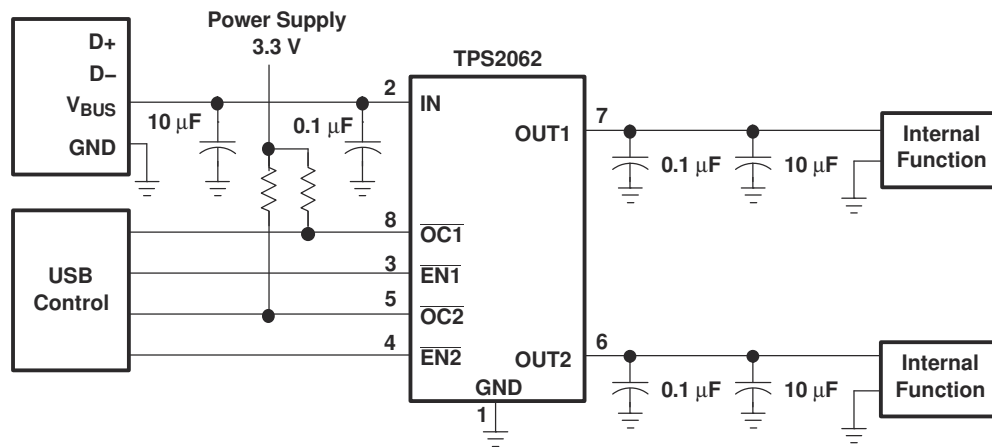 Power Supply
3.3 V
TPS2062
D+
D−
VBUS
GND
10 μF
0.1 μF
2
IN
8
OC1
3
EN1
5
OC2
4
EN2
GND
1
OUT1
7
0.1 μF
10 μF
Internal
Function
USB
Control
OUT2
6
0.1 μF
10 μF
Internal
Function